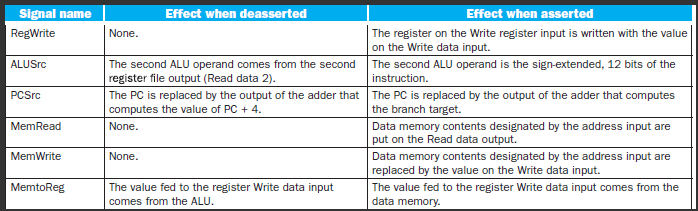 Signal name Effect when deasserted Effect when asserted
RegWrite None. The register on the Write register input is written with the value
on the Write data input.
ALUSrc The second ALU operand comes from the second The second ALU operand is the sign-extended, 12 bits of the
register file output (Read data 2). instruction.
PCSrc The PC is replaced by the output of the adder that The PC is replaced by the output of the adder that computes
computes the value of PC + 4. the branch target.
MemRead None. Data memory contents designated by the address input are
put on the Read data output.
MemWrite None. Data memory contents designated by the address input are
replaced by the value on the Write data input.
MemtoReg The value fed to the register Write data input The value fed to the register Write data input comes from the
comes from the ALU. data memory.